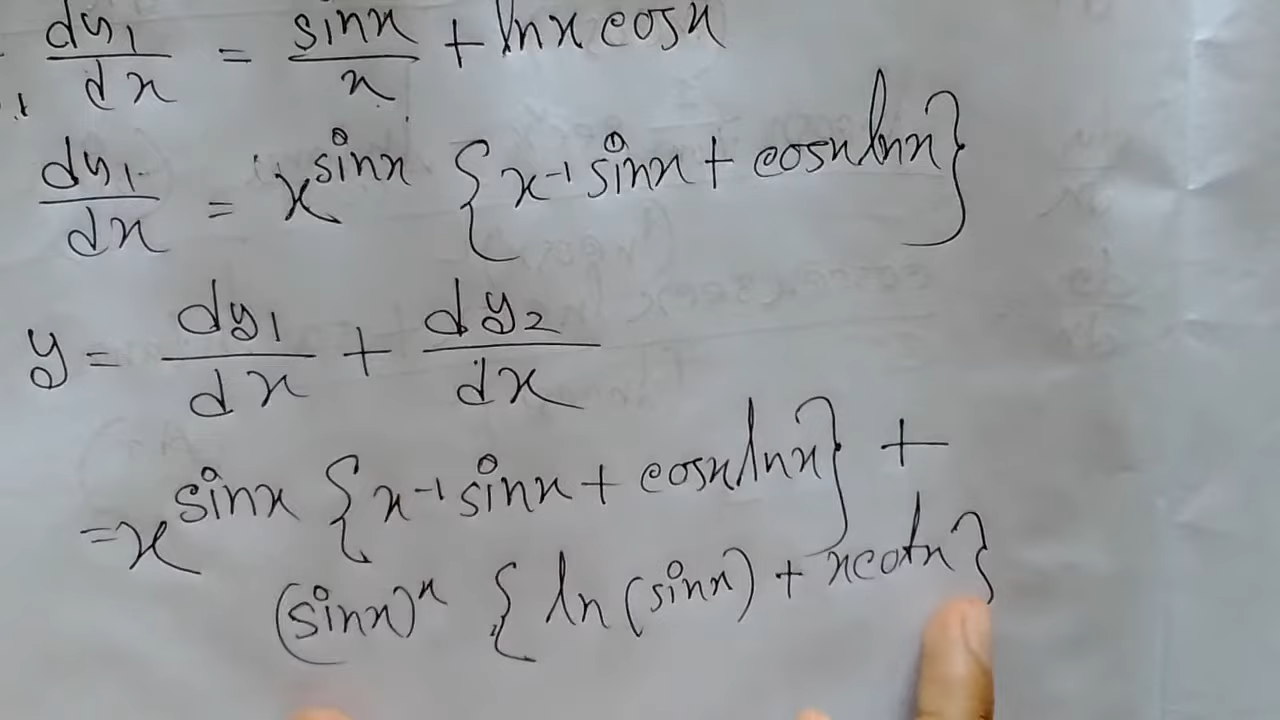 dy₁/dx = sinx/x + lnx cosx
dy₁/dx = x^sinx {x⁻¹ sinx + cosx lnx}
y = dy₁/dx + dy₂/dx
= x^sinx {x⁻¹ sinx + cosx lnx} +
(sinx)^x {ln(sinx) + xcotx}